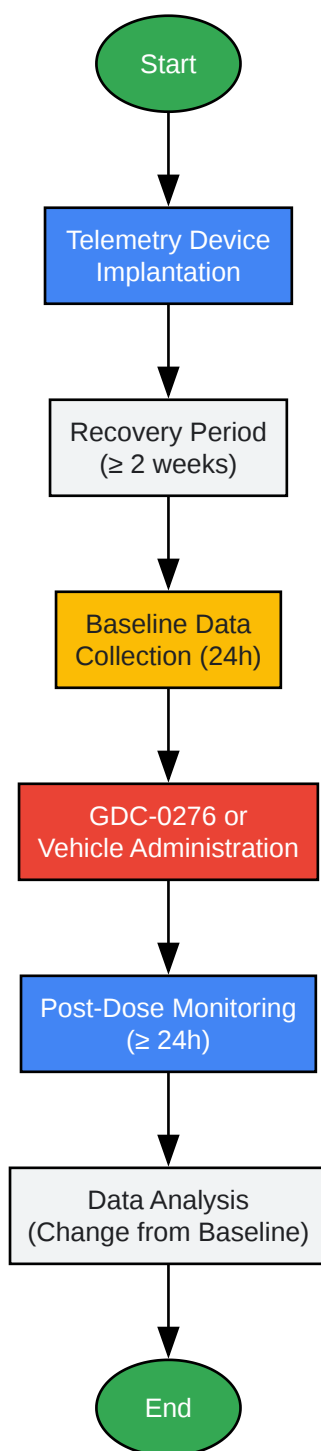 Start
Telemetry Device
Implantation
Recovery Period
(≥ 2 weeks)
Baseline Data
Collection (24h)
GDC-0276 or
Vehicle Administration
Post-Dose Monitoring
(≥ 24h)
Data Analysis
(Change from Baseline)
End